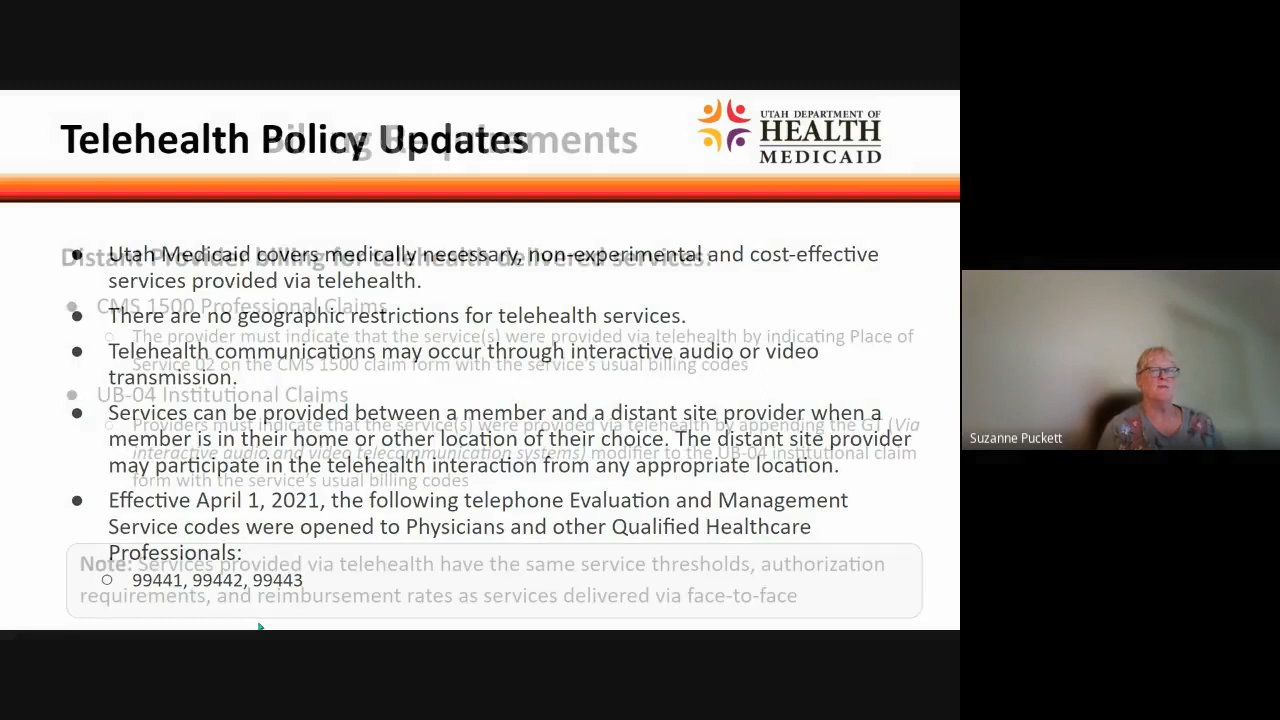 Telehealth Policy Updates
Billing Requirements
UTAH DEPARTMENT OF
HEALTH
MEDICAID
● Utah Medicaid covers medically necessary, non-experimental and cost-effective
services provided via telehealth.
● There are no geographic restrictions for telehealth services.
● Telehealth communications may occur through interactive audio or video
transmission.
● Services can be provided between a member and a distant site provider when a
member is in their home or other location of their choice. The distant site provider
may participate in the telehealth interaction from any appropriate location.
● Effective April 1, 2021, the following telephone Evaluation and Management
Service codes were opened to Physicians and other Qualified Healthcare
Professionals:
○ 99441, 99442, 99443
Distant Provider billing for telehealth delivered services:
● CMS 1500 Professional Claims
○ The provider must indicate that the service(s) were provided via telehealth by indicating Place of
Service 02 on the CMS 1500 claim form with the service's usual billing codes
● UB-04 Institutional Claims
○ Providers must indicate that the service(s) were provided via telehealth by appending the GT (Via
interactive audio and video telecommunication systems) modifier to the UB-04 institutional claim
form with the service's usual billing codes
Note: Services provided via telehealth have the same service thresholds, authorization
requirements, and reimbursement rates as services delivered via face-to-face
Suzanne Puckett